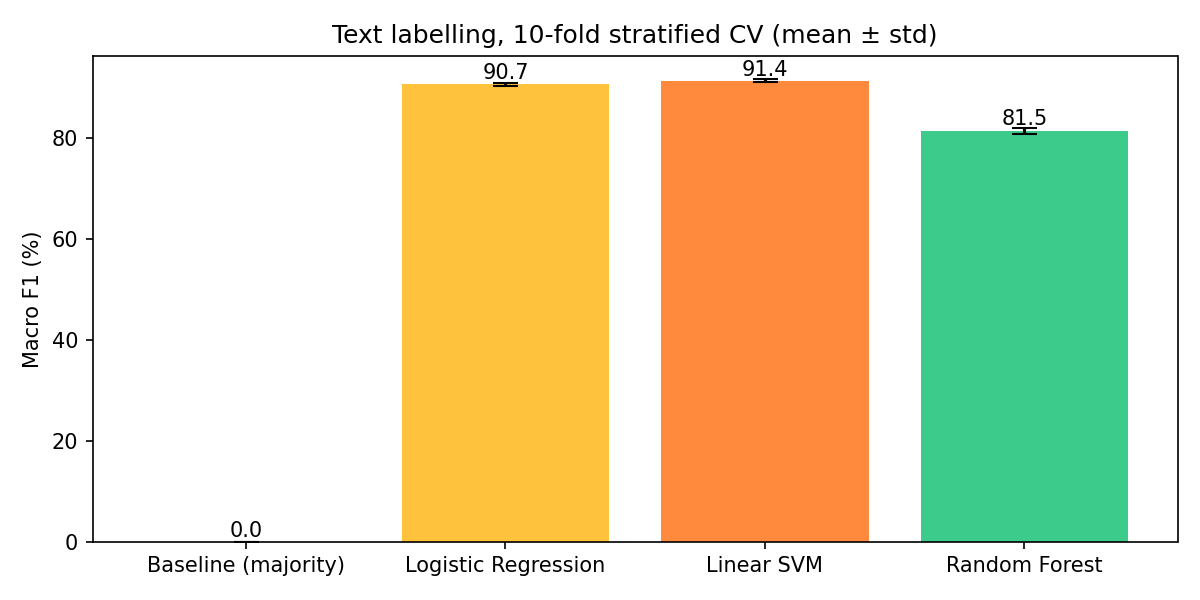 Text labelling, 10-fold stratified CV (mean ± std)
Macro F1 (%)
80
60
40
20
0
0.0
90.7
91.4
81.5
Baseline (majority)
Logistic Regression
Linear SVM
Random Forest